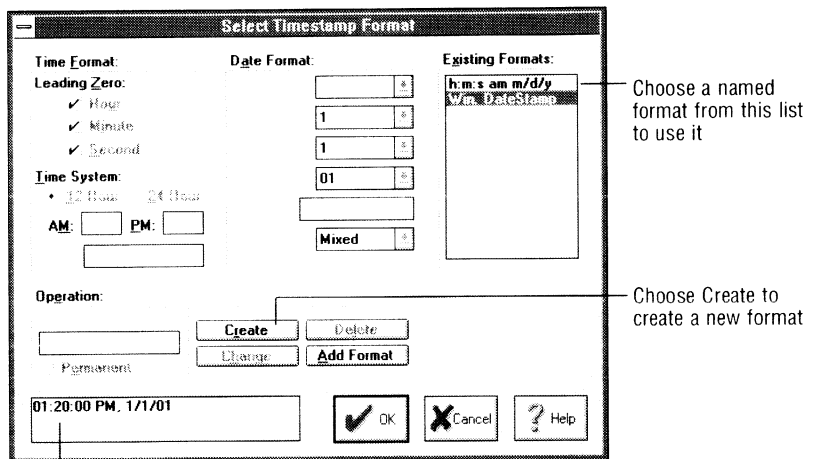 Select Timestamp Format
Time Format:
Leading Zero:
Hour
Minute
Second
Time System:
12 Hour 24 Hour
AM: PM:
Date Format:
1
1
01
Mixed
Existing Formats:
h:m:s am m/d/y
Win. DateStamp
Choose a named
format from this list
to use it
Operation:
Create Delete
Change Add Format
Permanent
Choose Create to
create a new format
01:20:00 PM, 1/1/01
OK Cancel ? Help